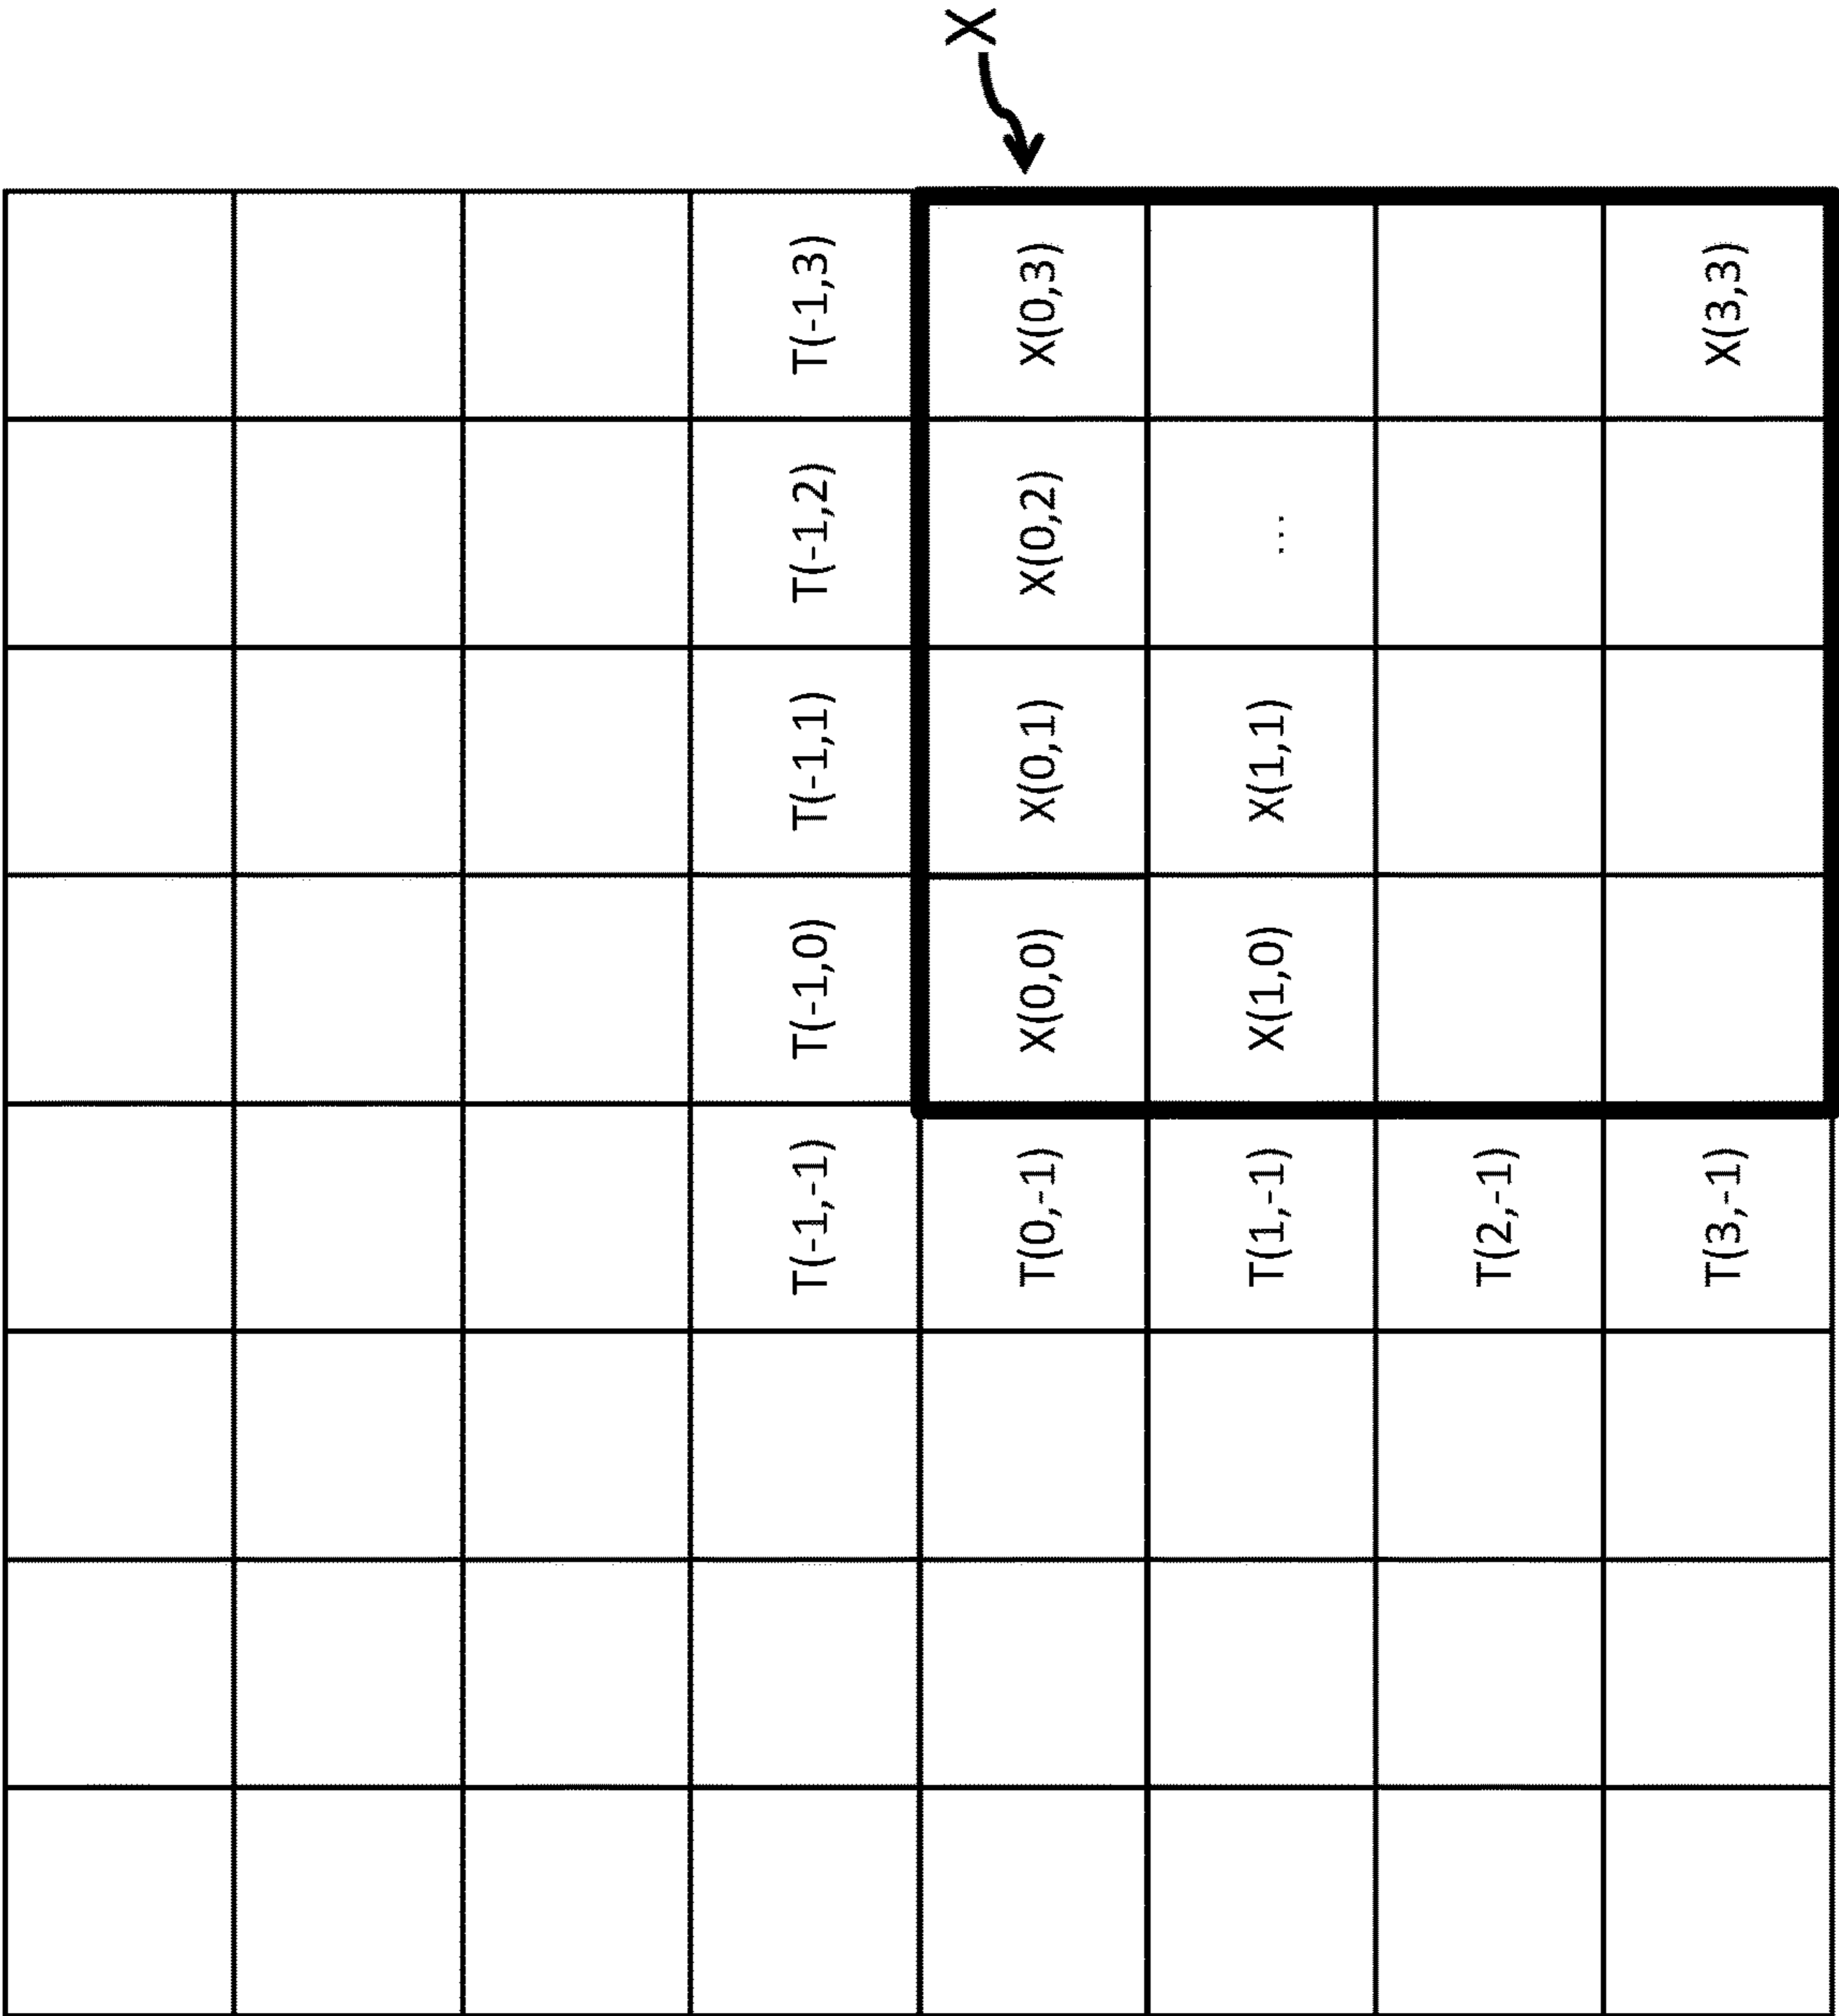 T(-1,-1) T(-1,0) T(-1,1) T(-1,2) T(-1,3)
X
T(0,-1) X(0,0) X(0,1) X(0,2) X(0,3)
T(1,-1) X(1,0) X(1,1) ...
T(2,-1)
T(3,-1) X(3,3)